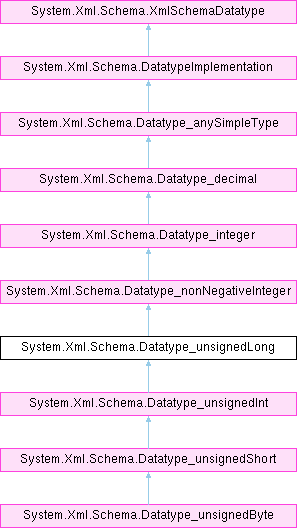 System.Xml.Schema.XmlSchemaDatatype
System.Xml.Schema.DatatypeImplementation
System.Xml.Schema.Datatype_anySimpleType
System.Xml.Schema.Datatype_decimal
System.Xml.Schema.Datatype_integer
System.Xml.Schema.Datatype_nonNegativeInteger
System.Xml.Schema.Datatype_unsignedLong
System.Xml.Schema.Datatype_unsignedInt
System.Xml.Schema.Datatype_unsignedShort
System.Xml.Schema.Datatype_unsignedByte